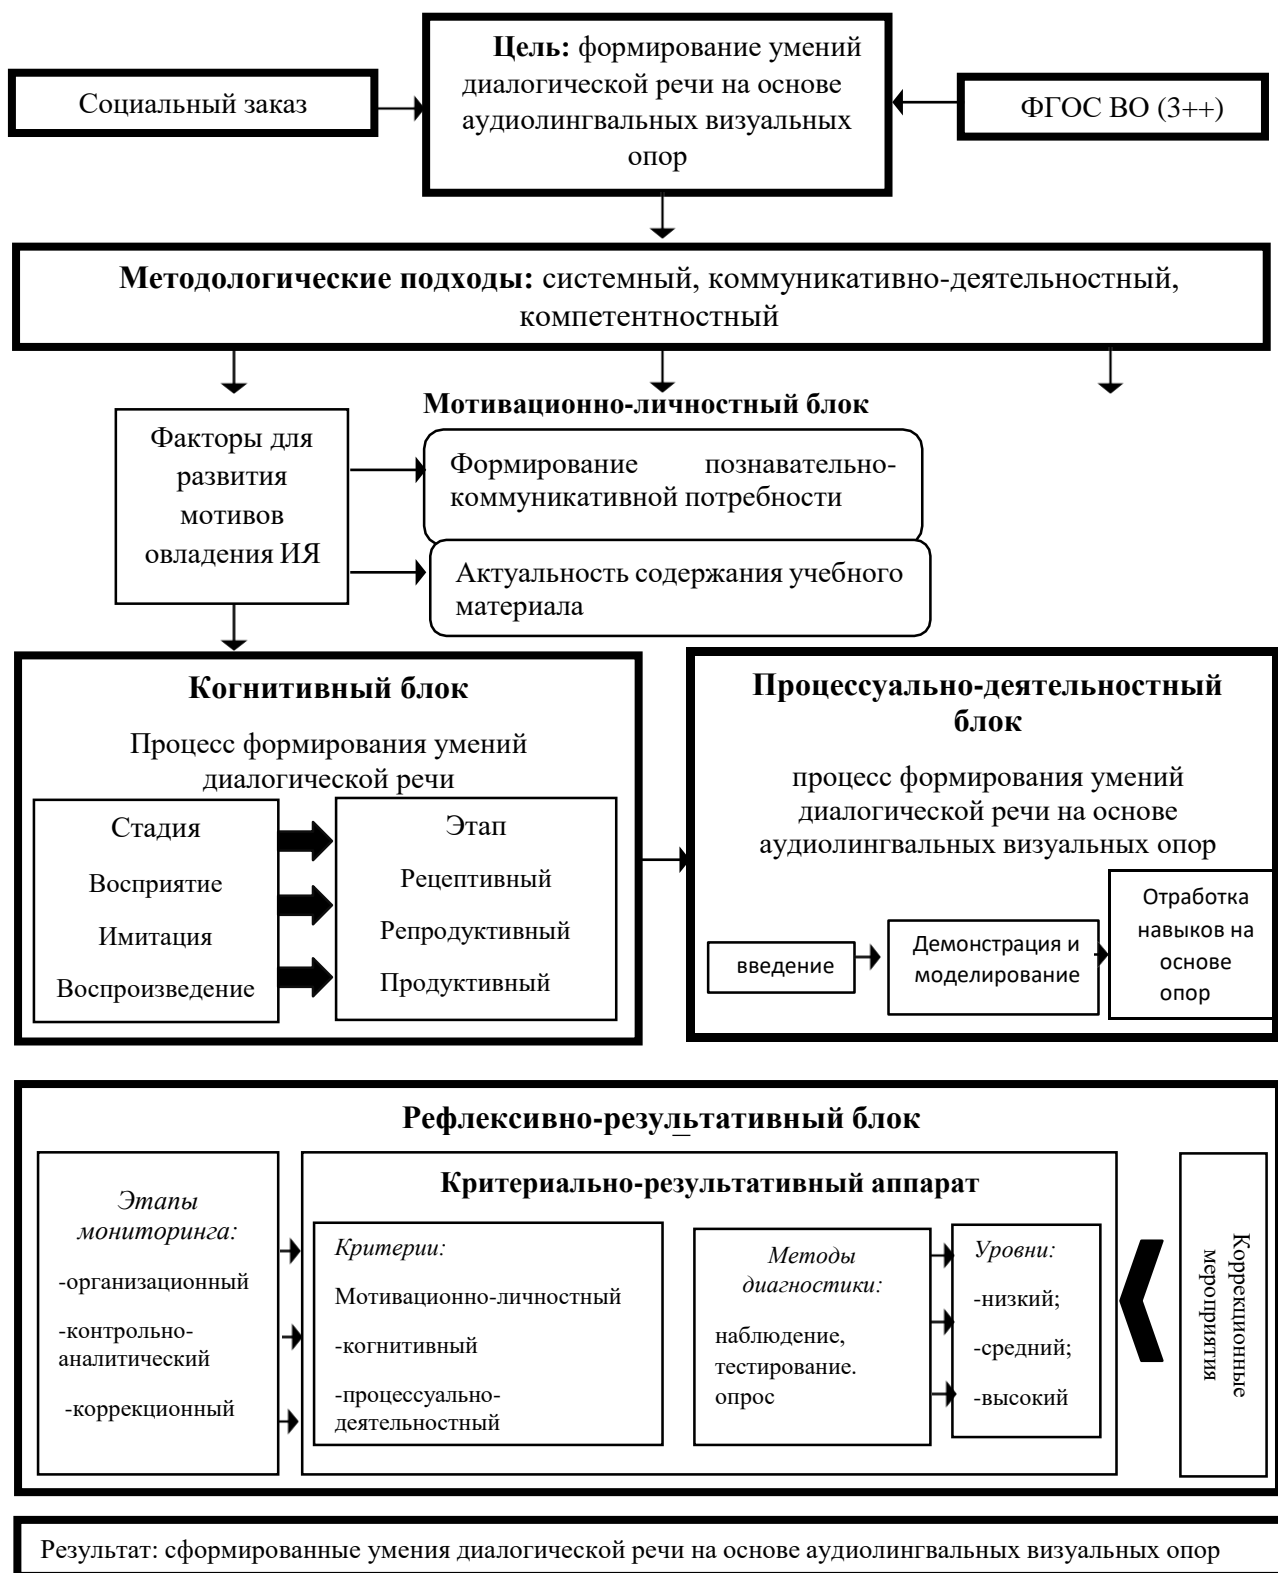 Цель: формирование умений
диалогической речи на основе
аудиолингвальных визуальных
опор
Социальный заказ
ФГОС ВО (3++)
Методологические подходы: системный, коммуникативно-деятельностный,
компетентностный
Мотивационно-личностный блок
Факторы для
развития
мотивов
овладения ИЯ
Формирование познавательно-
коммуникативной потребности
Актуальность содержания учебного
материала
Когнитивный блок
Процесс формирования умений
диалогической речи
Стадия
Восприятие
Имитация
Воспроизведение
Этап
Рецептивный
Репродуктивный
Продуктивный
Процессуально-деятельностный
блок
процесс формирования умений
диалогической речи на основе
аудиолингвальных визуальных опор
введение
Демонстрация и
моделирование
Отработка
навыков на
основе
опор
Рефлексивно-результативный блок
Этапы
мониторинга:
-организационный
-контрольно-
аналитический
-коррекционный
Критериально-результативный аппарат
Критерии:
Мотивационно-личностный
-когнитивный
-процессуально-
деятельностный
Методы
диагностики:
наблюдение,
тестирование.
опрос
Уровни:
-низкий;
-средний;
-высокий
Коррекционные
мероприятия
Результат: сформированные умения диалогической речи на основе аудиолингвальных визуальных опор